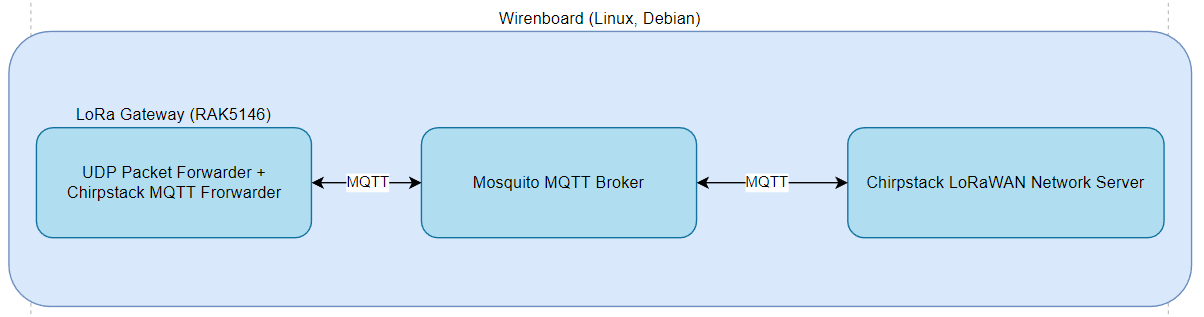 Wirenboard (Linux, Debian)
LoRa Gateway (RAK5146)
UDP Packet Forwarder +
Chirpstack MQTT Frorwarder
MQTT
Mosquito MQTT Broker
MQTT
Chirpstack LoRaWAN Network Server